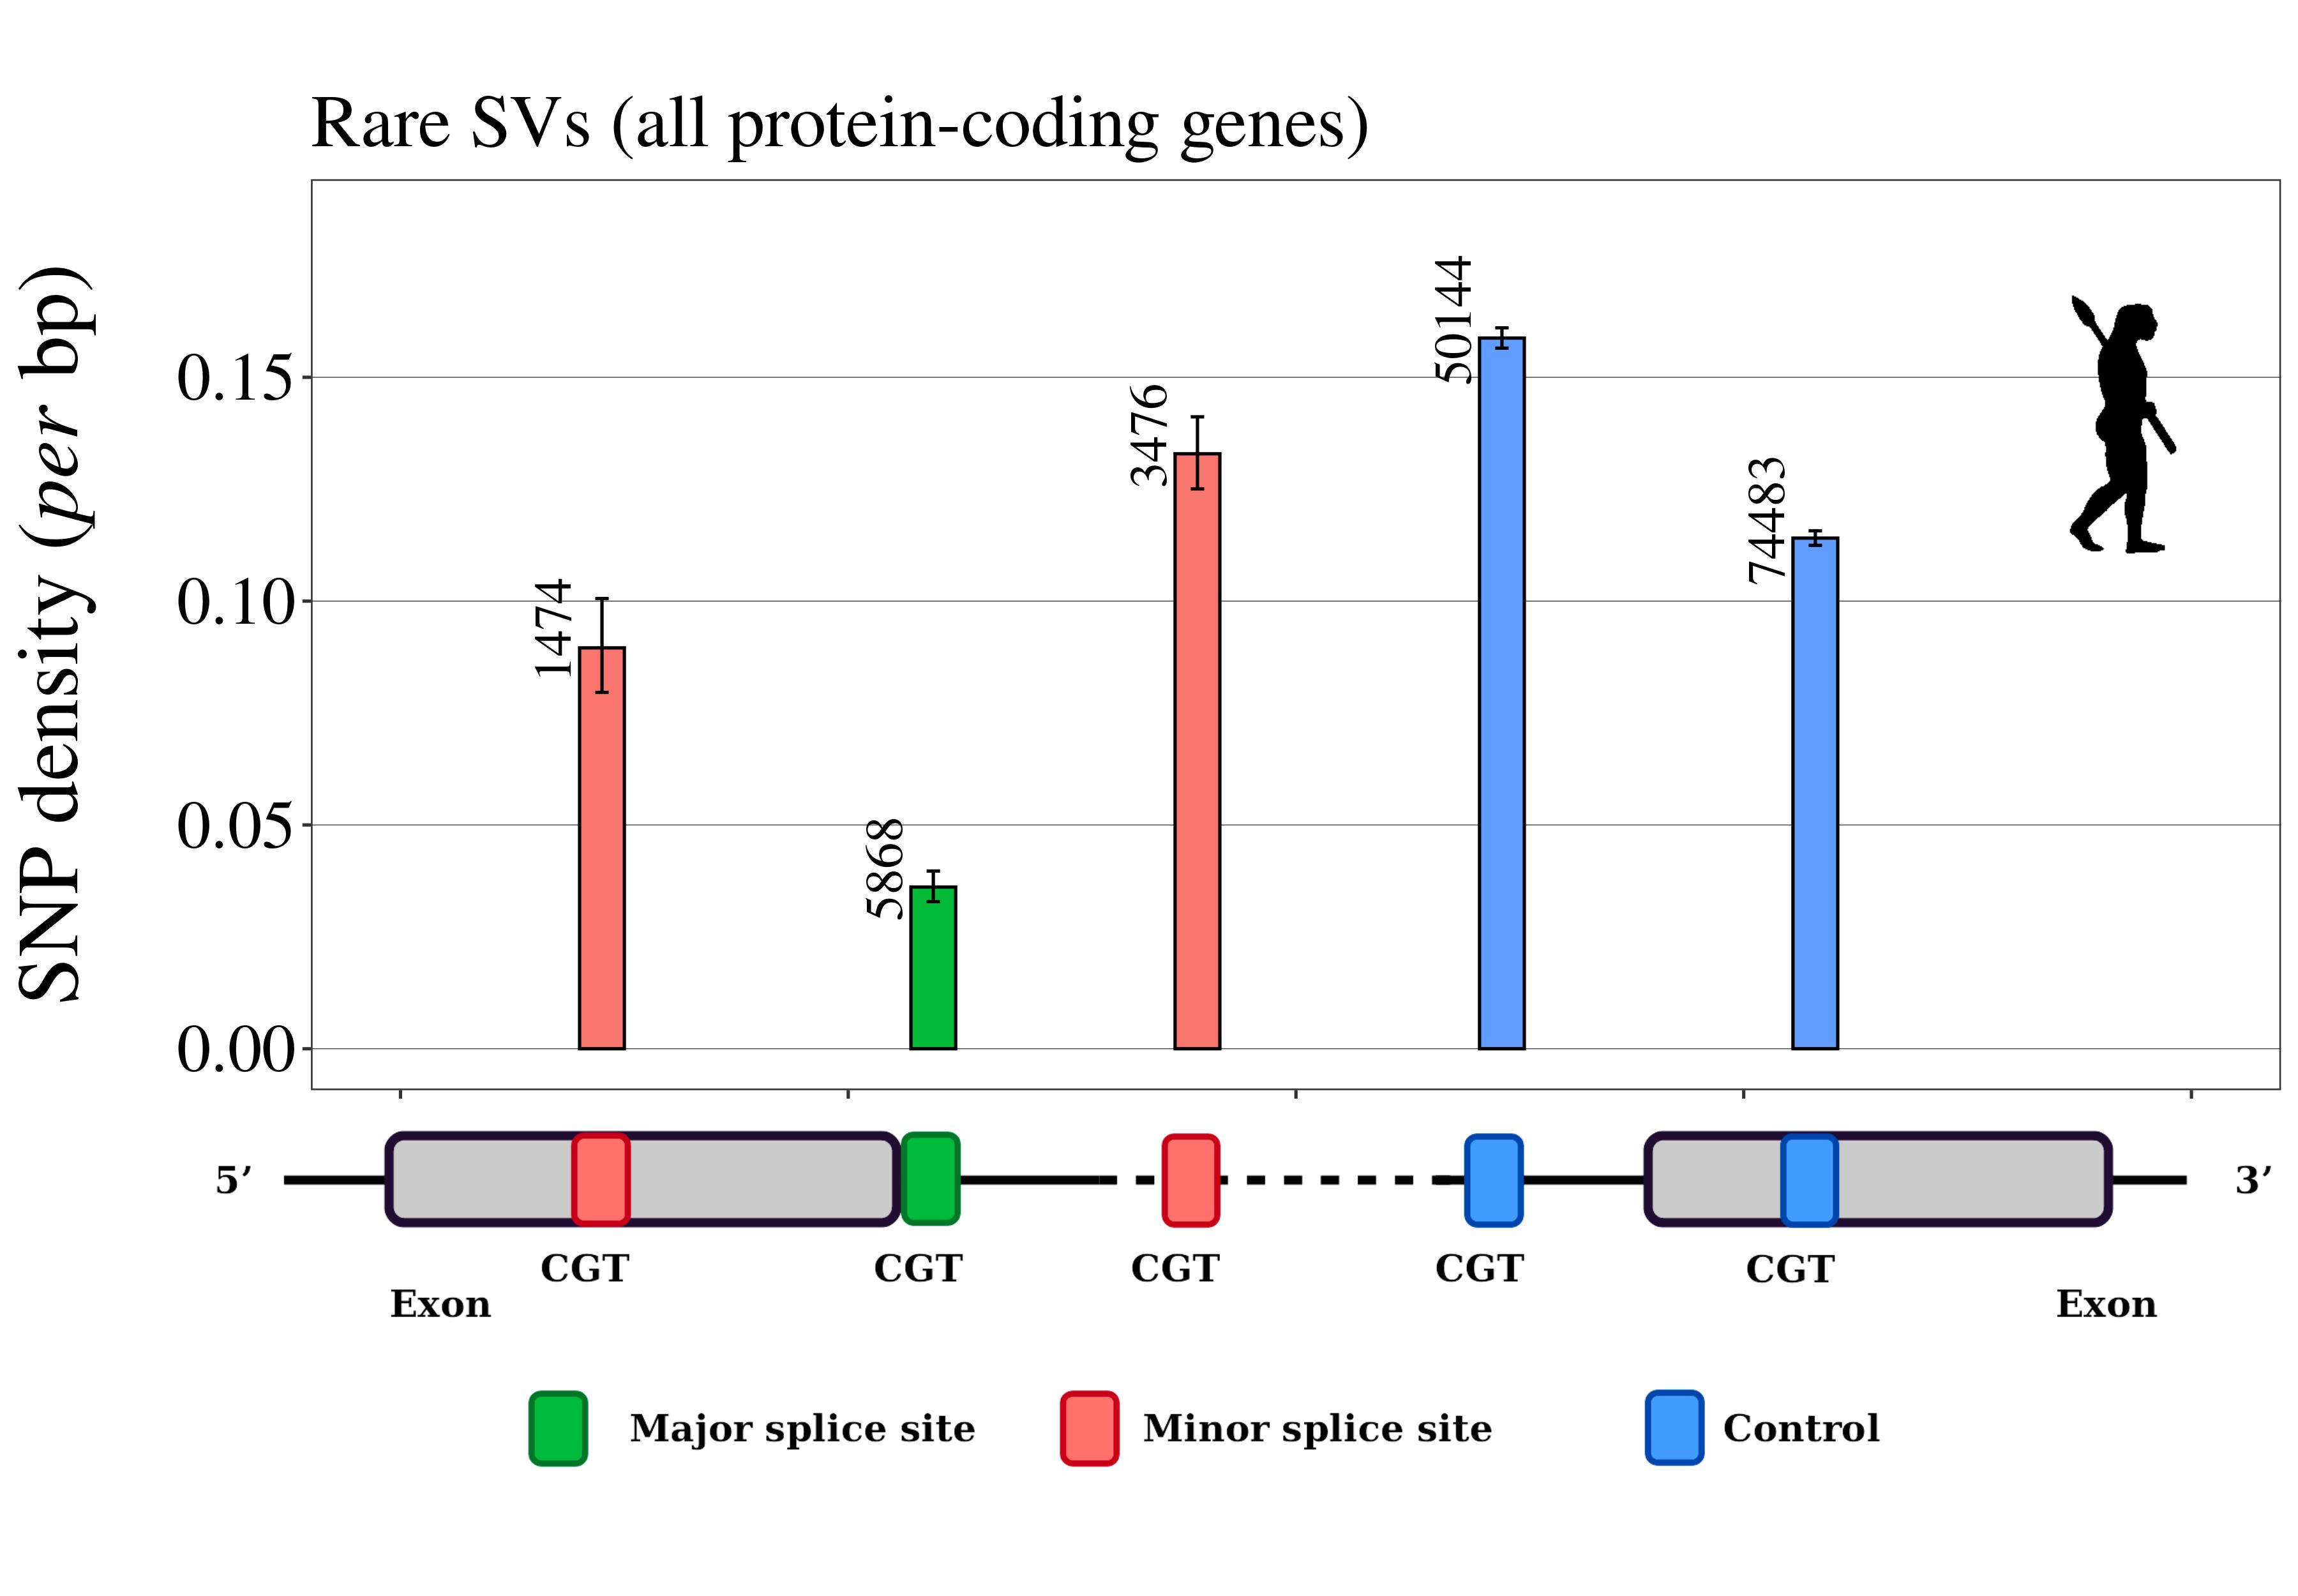 Rare SVs (all protein-coding genes)
SNP density (per bp)
0.15
0.10
0.05
0.00
1474
5868
3476
50144
74483
5’
3’
CGT
CGT
CGT
CGT
CGT
Exon
Exon
Major splice site
Minor splice site
Control